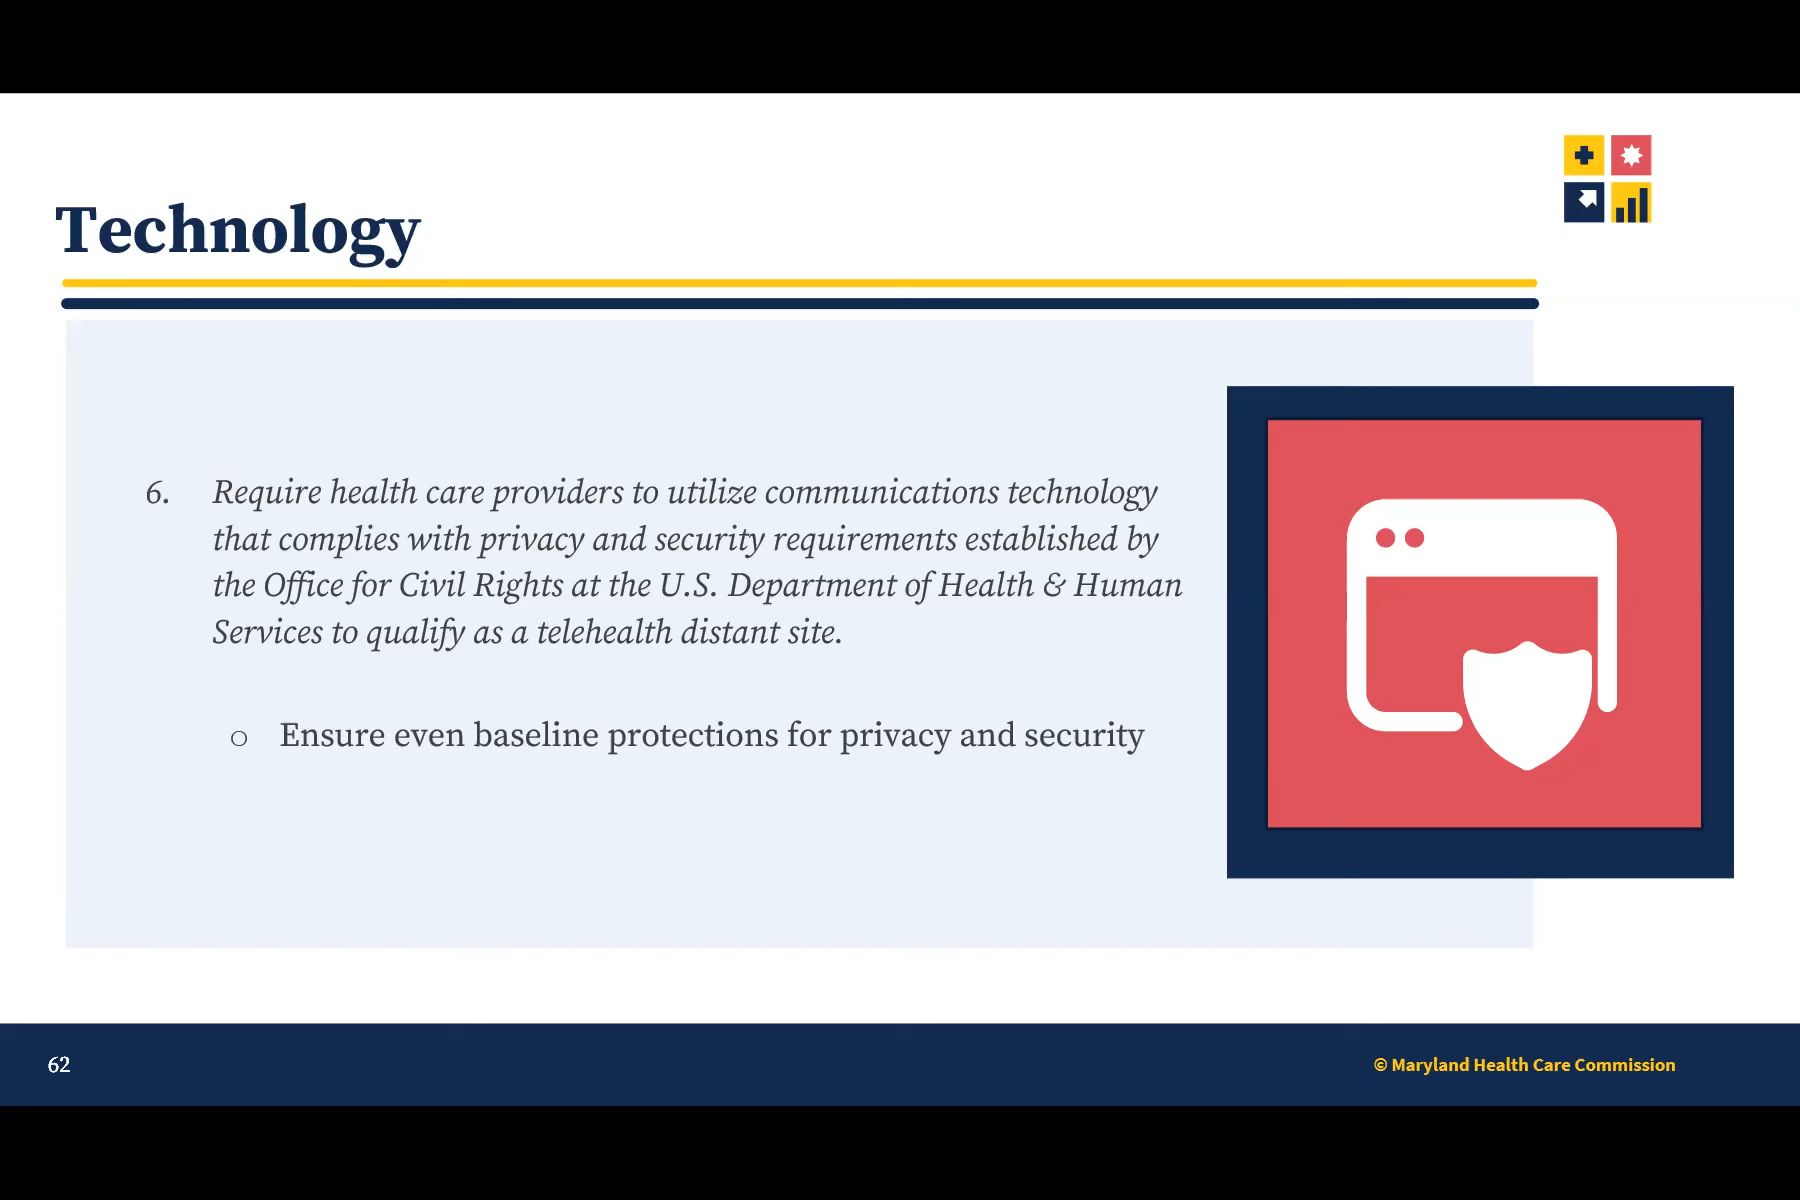 Technology
6. Require health care providers to utilize communications technology
that complies with privacy and security requirements established by
the Office for Civil Rights at the U.S. Department of Health & Human
Services to qualify as a telehealth distant site.
○ Ensure even baseline protections for privacy and security
62
© Maryland Health Care Commission